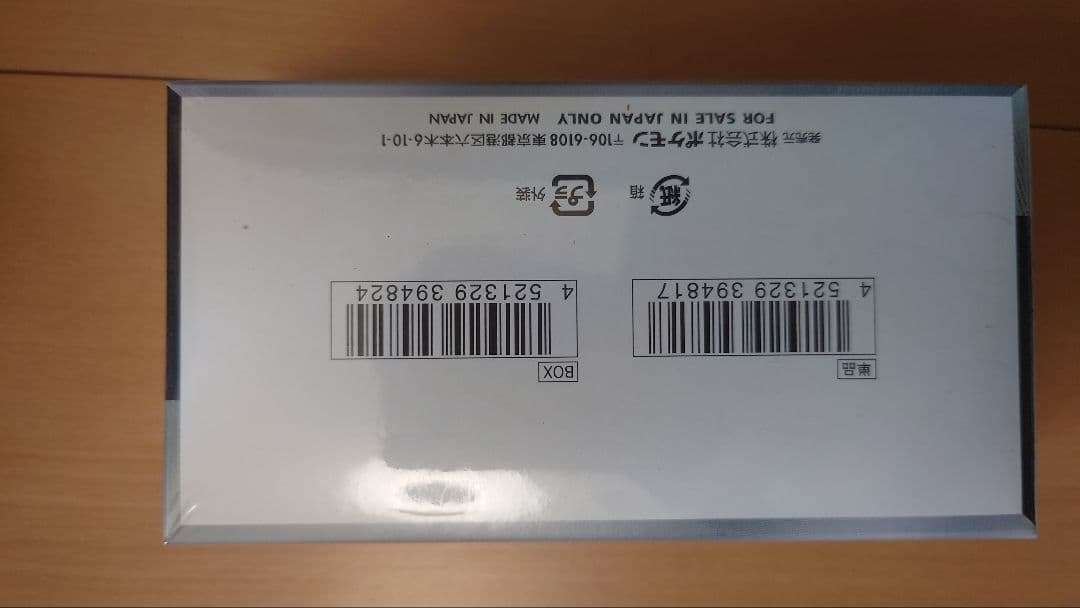 単品
4 521329 394817
BOX
4 521329 394824
紙 箱
プラ 外装
発売元 株式会社ポケモン 〒106-6108 東京都港区六本木6-10-1
FOR SALE IN JAPAN ONLY MADE IN JAPAN